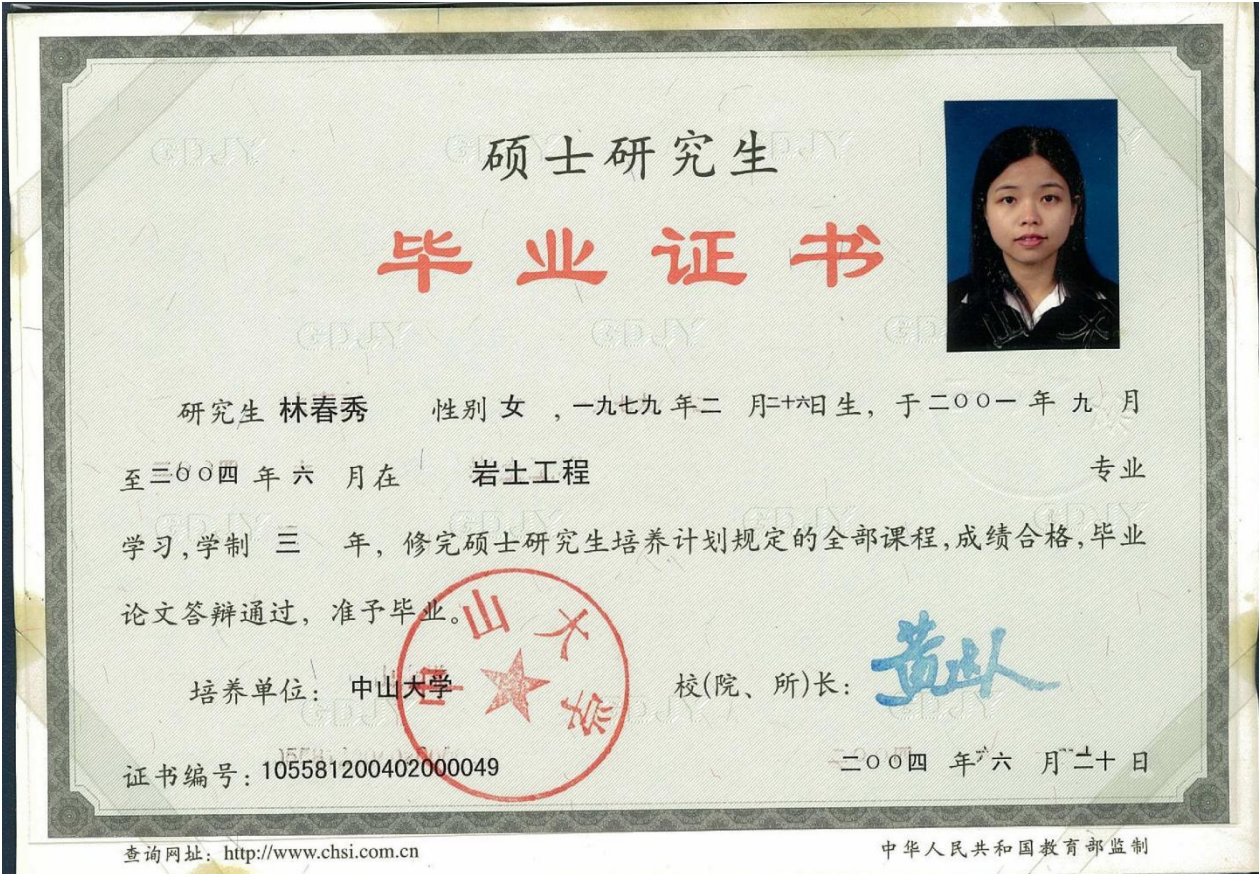 硕士研究生
毕业证书
研究生 林春秀 性别 女 ，一九七九 年 二 月 二十六 日生，于 二○○一 年 九 月
至 二○○四 年 六 月在 岩土工程 专业
学习，学制 三 年，修完硕士研究生培养计划规定的全部课程，成绩合格，毕业
论文答辩通过，准予毕业。
培养单位：中山大学 校(院、所)长：
中山大学
证书编号：105581200402000049 二○○四 年 六 月 二十 日
查询网址：http://www.chsi.com.cn 中华人民共和国教育部监制
GDJY